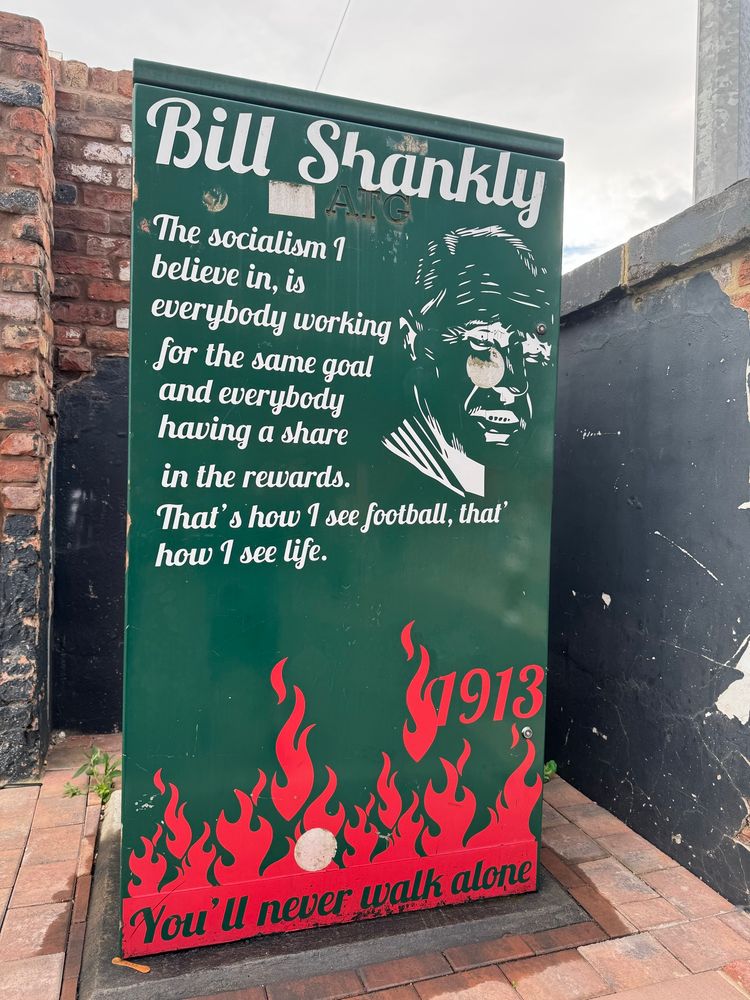 Bill Shankly
ATG
The socialism I
believe in, is
everybody working
for the same goal
and everybody
having a share
in the rewards.
That's how I see football, that'
how I see life.
1913
You'll never walk alone